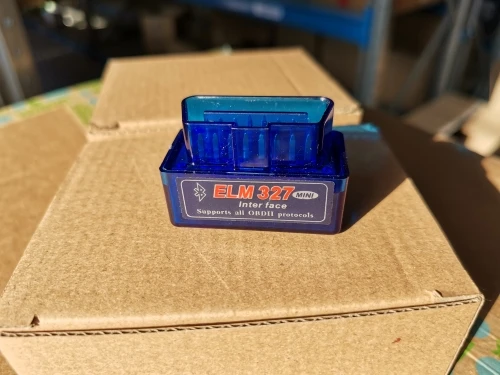 ELM 327 MINI
Inter face
Supports all OBDII protocols